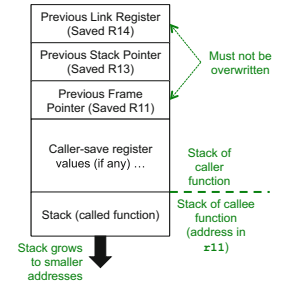 Previous Link Register
(Saved R14)
Previous Stack Pointer
(Saved R13)
Previous Frame
Pointer (Saved R11)
Caller-save register
values (if any) …
Stack (called function)
Must not be
overwritten
Stack of
caller
function
Stack of callee
function
(address in
r11)
Stack grows
to smaller
addresses